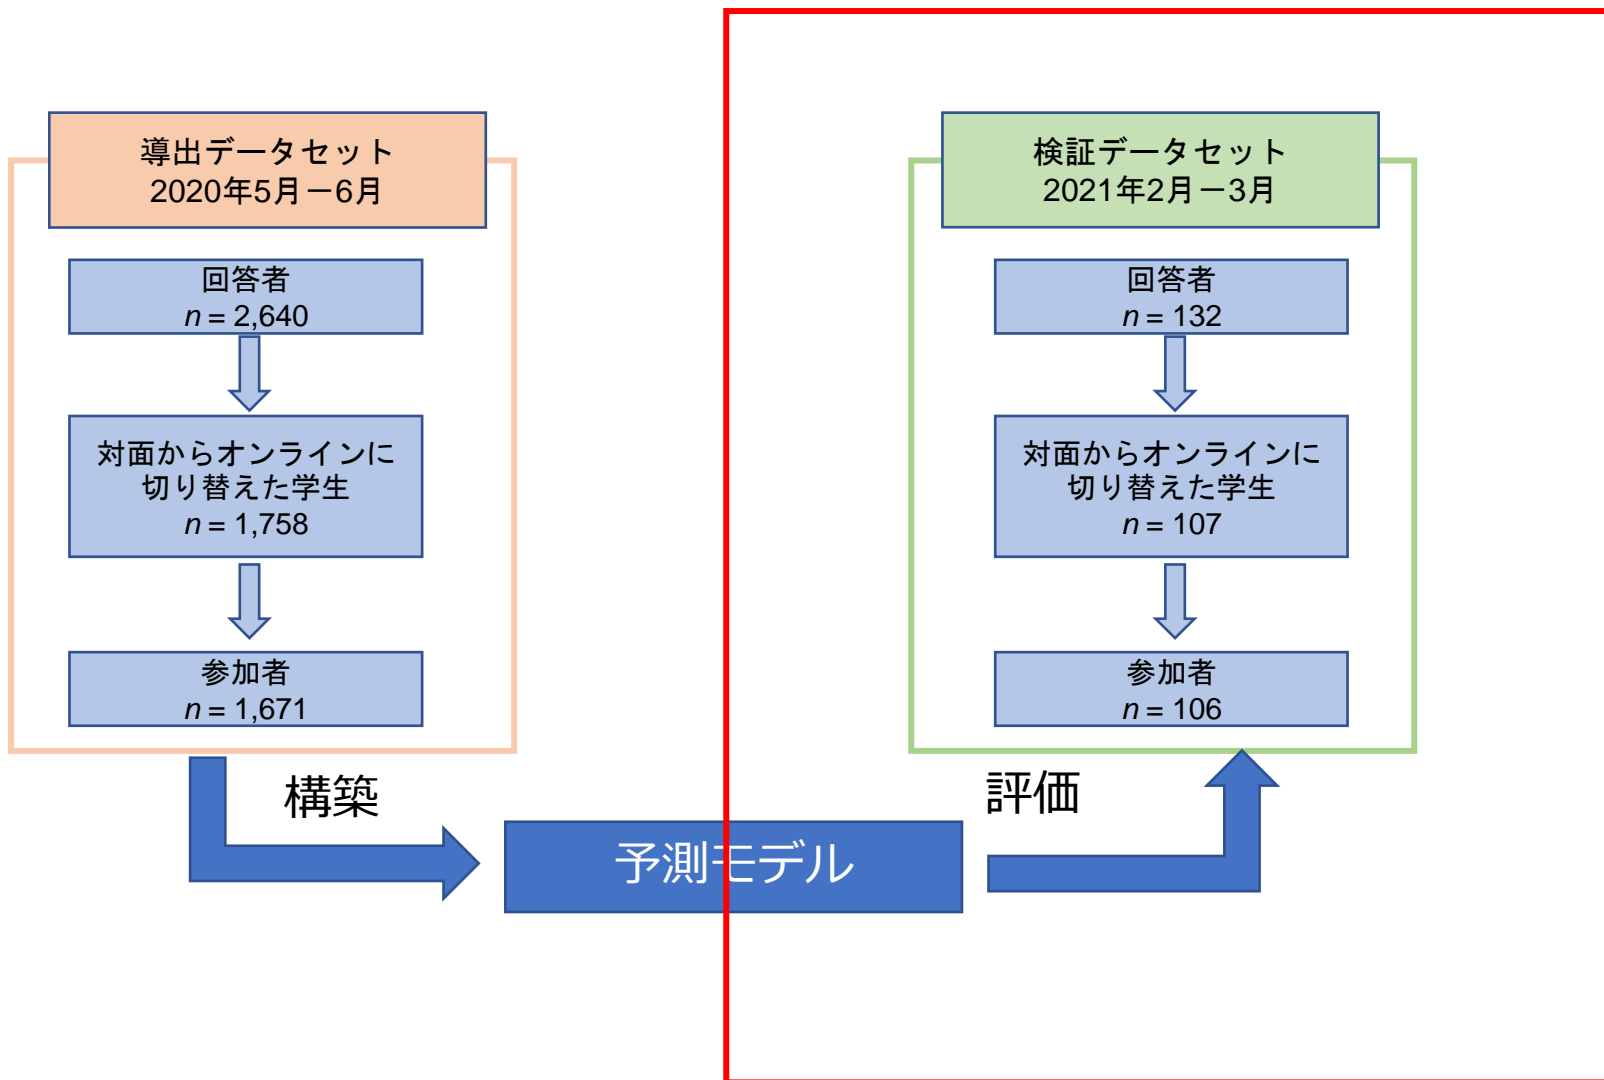 導出データセット
2020年5月－6月
回答者
n = 2,640
対面からオンラインに
切り替えた学生
n = 1,758
参加者
n = 1,671
構築
予測モデル
評価
検証データセット
2021年2月－3月
回答者
n = 132
対面からオンラインに
切り替えた学生
n = 107
参加者
n = 106